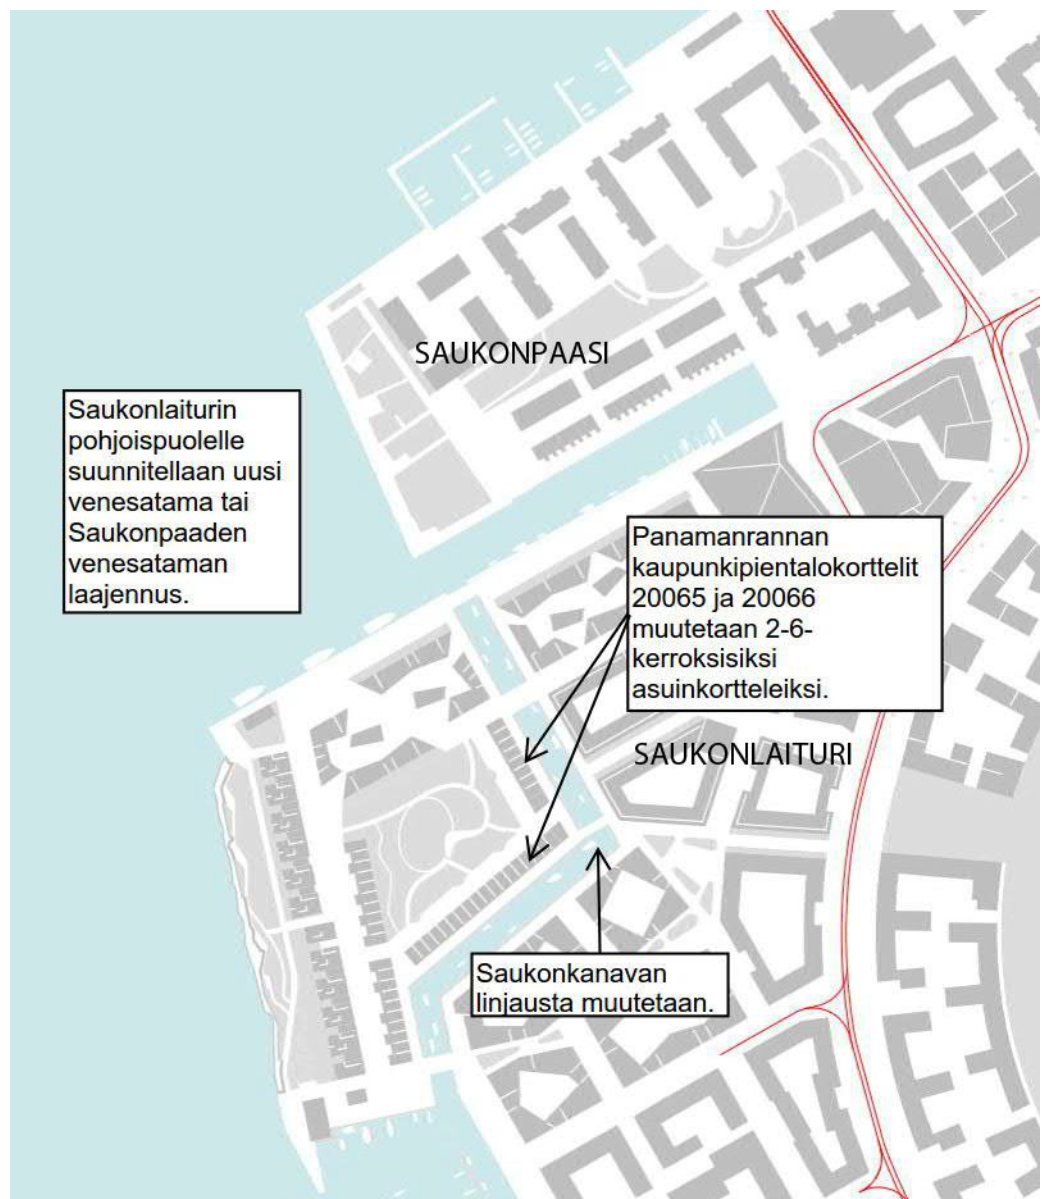 SAUKONPAASI
Saukonlaiturin
pohjoispuolelle
suunnitellaan uusi
venesatama tai
Saukonpaaden
venesataman
laajennus.
Panamanrannan
kaupunkipientalokorttelit
20065 ja 20066
muutetaan 2-6-
kerroksisiksi
asuinkortteleiksi.
SAUKONLAITURI
Saukonkanavan
linjausta muutetaan.